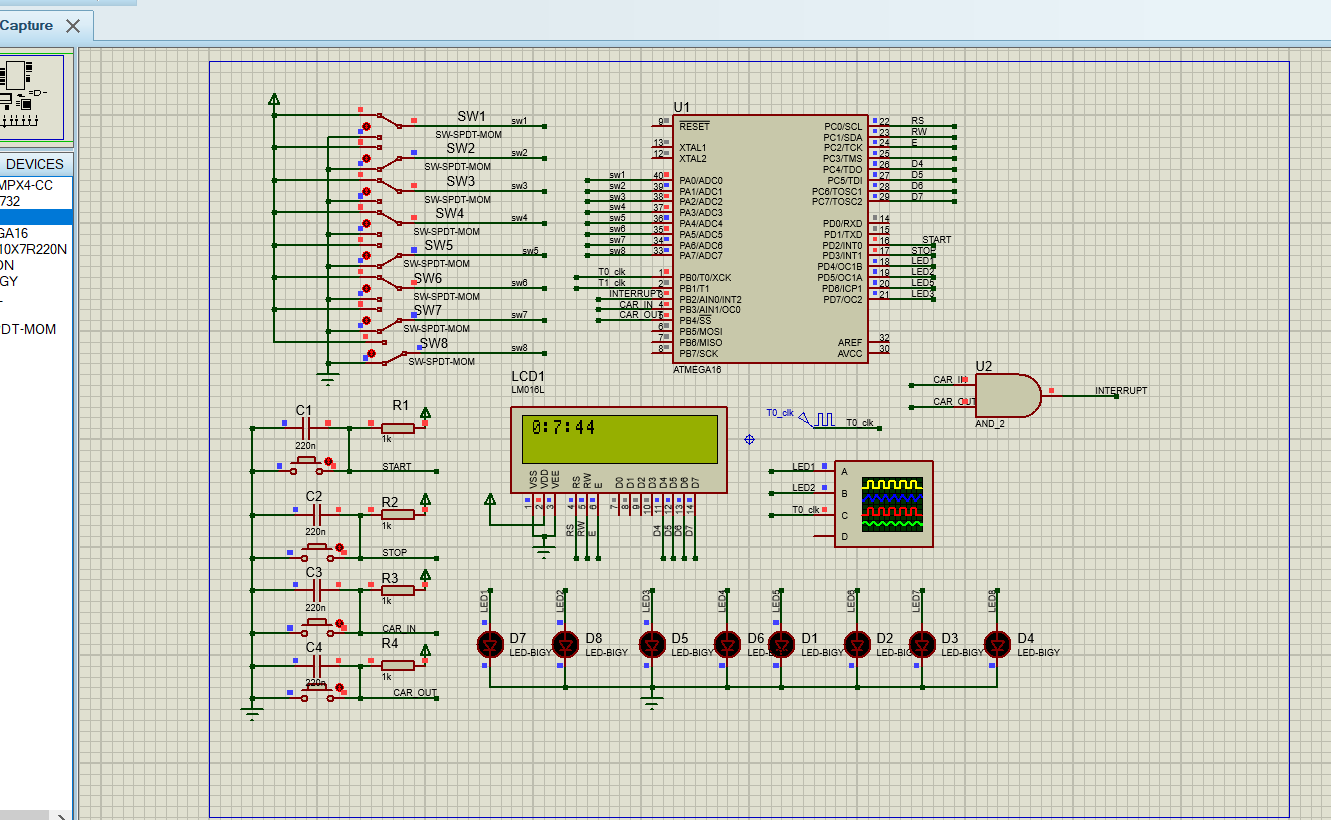 Capture
DEVICES
MPX4-CC
732
GA16
10X7R220N
ON
GY
PDT-MOM
SW1
sw1
SW-SPDT-MOM
SW2
sw2
SW-SPDT-MOM
SW3
sw3
SW-SPDT-MOM
SW4
sw4
SW-SPDT-MOM
SW5
sw5
SW-SPDT-MOM
SW6
sw6
SW-SPDT-MOM
SW7
sw7
SW-SPDT-MOM
SW8
sw8
SW-SPDT-MOM
U1
9 RESET
13 XTAL1
12 XTAL2
sw1 40 PA0/ADC0
sw2 39 PA1/ADC1
sw3 38 PA2/ADC2
sw4 37 PA3/ADC3
sw5 36 PA4/ADC4
sw6 35 PA5/ADC5
sw7 34 PA6/ADC6
sw8 33 PA7/ADC7
T0_clk 1 PB0/T0/XCK
T1_clk 2 PB1/T1
INTERRUPT 3 PB2/AIN0/INT2
CAR_IN 4 PB3/AIN1/OC0
CAR_OUT 5 PB4/SS
6 PB5/MOSI
7 PB6/MISO
8 PB7/SCK
PC0/SCL 22 RS
PC1/SDA 23 RW
PC2/TCK 24 E
PC3/TMS 25
PC4/TDO 26 D4
PC5/TDI 27 D5
PC6/TOSC1 28 D6
PC7/TOSC2 29 D7
PD0/RXD 14
PD1/TXD 15
PD2/INT0 16 START
PD3/INT1 17 STOP
PD4/OC1B 18 LED1
PD5/OC1A 19 LED2
PD6/ICP1 20 LED5
PD7/OC2 21 LED3
AREF 32
AVCC 30
ATMEGA16
U2
CAR_IN
CAR_OUT
INTERRUPT
AND_2
LCD1
LM016L
0:7:44
VSS VDD VEE RS RW E D0 D1 D2 D3 D4 D5 D6 D7
1 2 3 4 5 6 7 8 9 10 11 12 13 14
RS RW E D4 D5 D6 D7
T0_clk
T0_clk
LED1 A
LED2 B
T0_clk C
D
C1
220n
R1
1k
START
C2
220n
R2
1k
STOP
C3
220n
R3
1k
CAR_IN
C4
220n
R4
1k
CAR_OUT
LED1 LED2 LED3 LED4 LED5 LED6 LED7 LED8
D7 D8 D5 D6 D1 D2 D3 D4
LED-BIGY LED-BIGY LED-BIGY LED-BIGY LED-BIGY LED-BIGY LED-BIGY